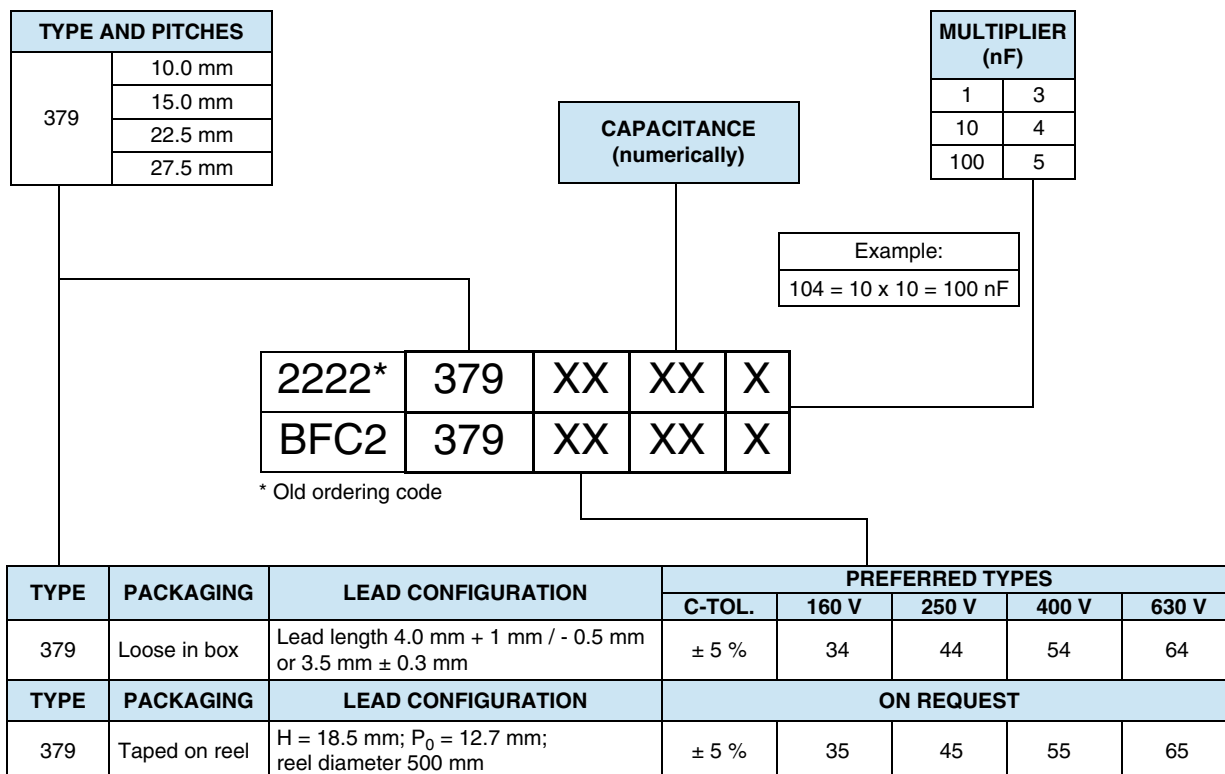 TYPE AND PITCHES
379
10.0 mm
15.0 mm
22.5 mm
27.5 mm
CAPACITANCE
(numerically)
MULTIPLIER
(nF)
1 3
10 4
100 5
Example:
104 = 10 x 10 = 100 nF
2222* 379 XX XX X
BFC2 379 XX XX X
* Old ordering code
TYPE PACKAGING LEAD CONFIGURATION PREFERRED TYPES
C-TOL. 160 V 250 V 400 V 630 V
379 Loose in box Lead length 4.0 mm + 1 mm / - 0.5 mm
or 3.5 mm ± 0.3 mm ± 5 % 34 44 54 64
TYPE PACKAGING LEAD CONFIGURATION ON REQUEST
379 Taped on reel H = 18.5 mm; P0 = 12.7 mm;
reel diameter 500 mm ± 5 % 35 45 55 65